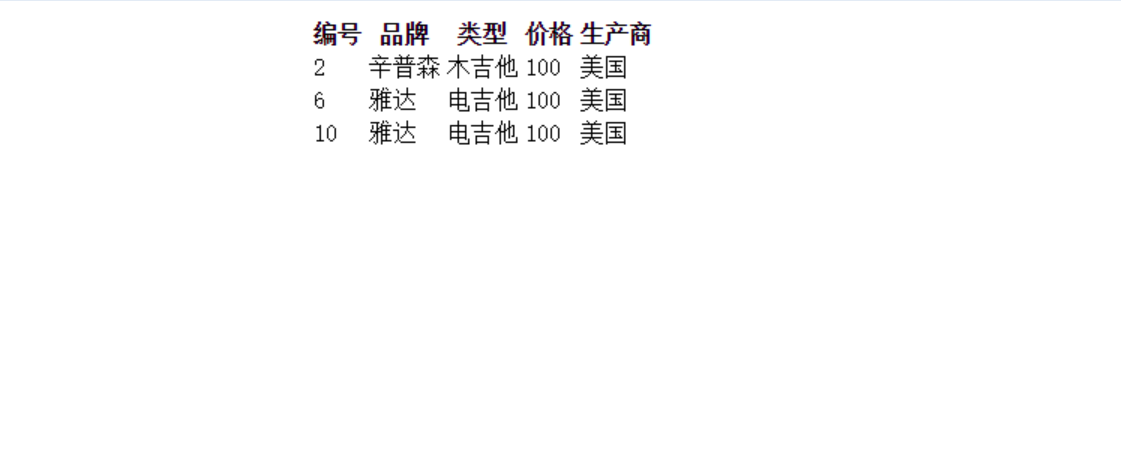 编号 品牌 类型 价格 生产商
2 辛普森 木吉他 100 美国
6 雅达 电吉他 100 美国
10 雅达 电吉他 100 美国